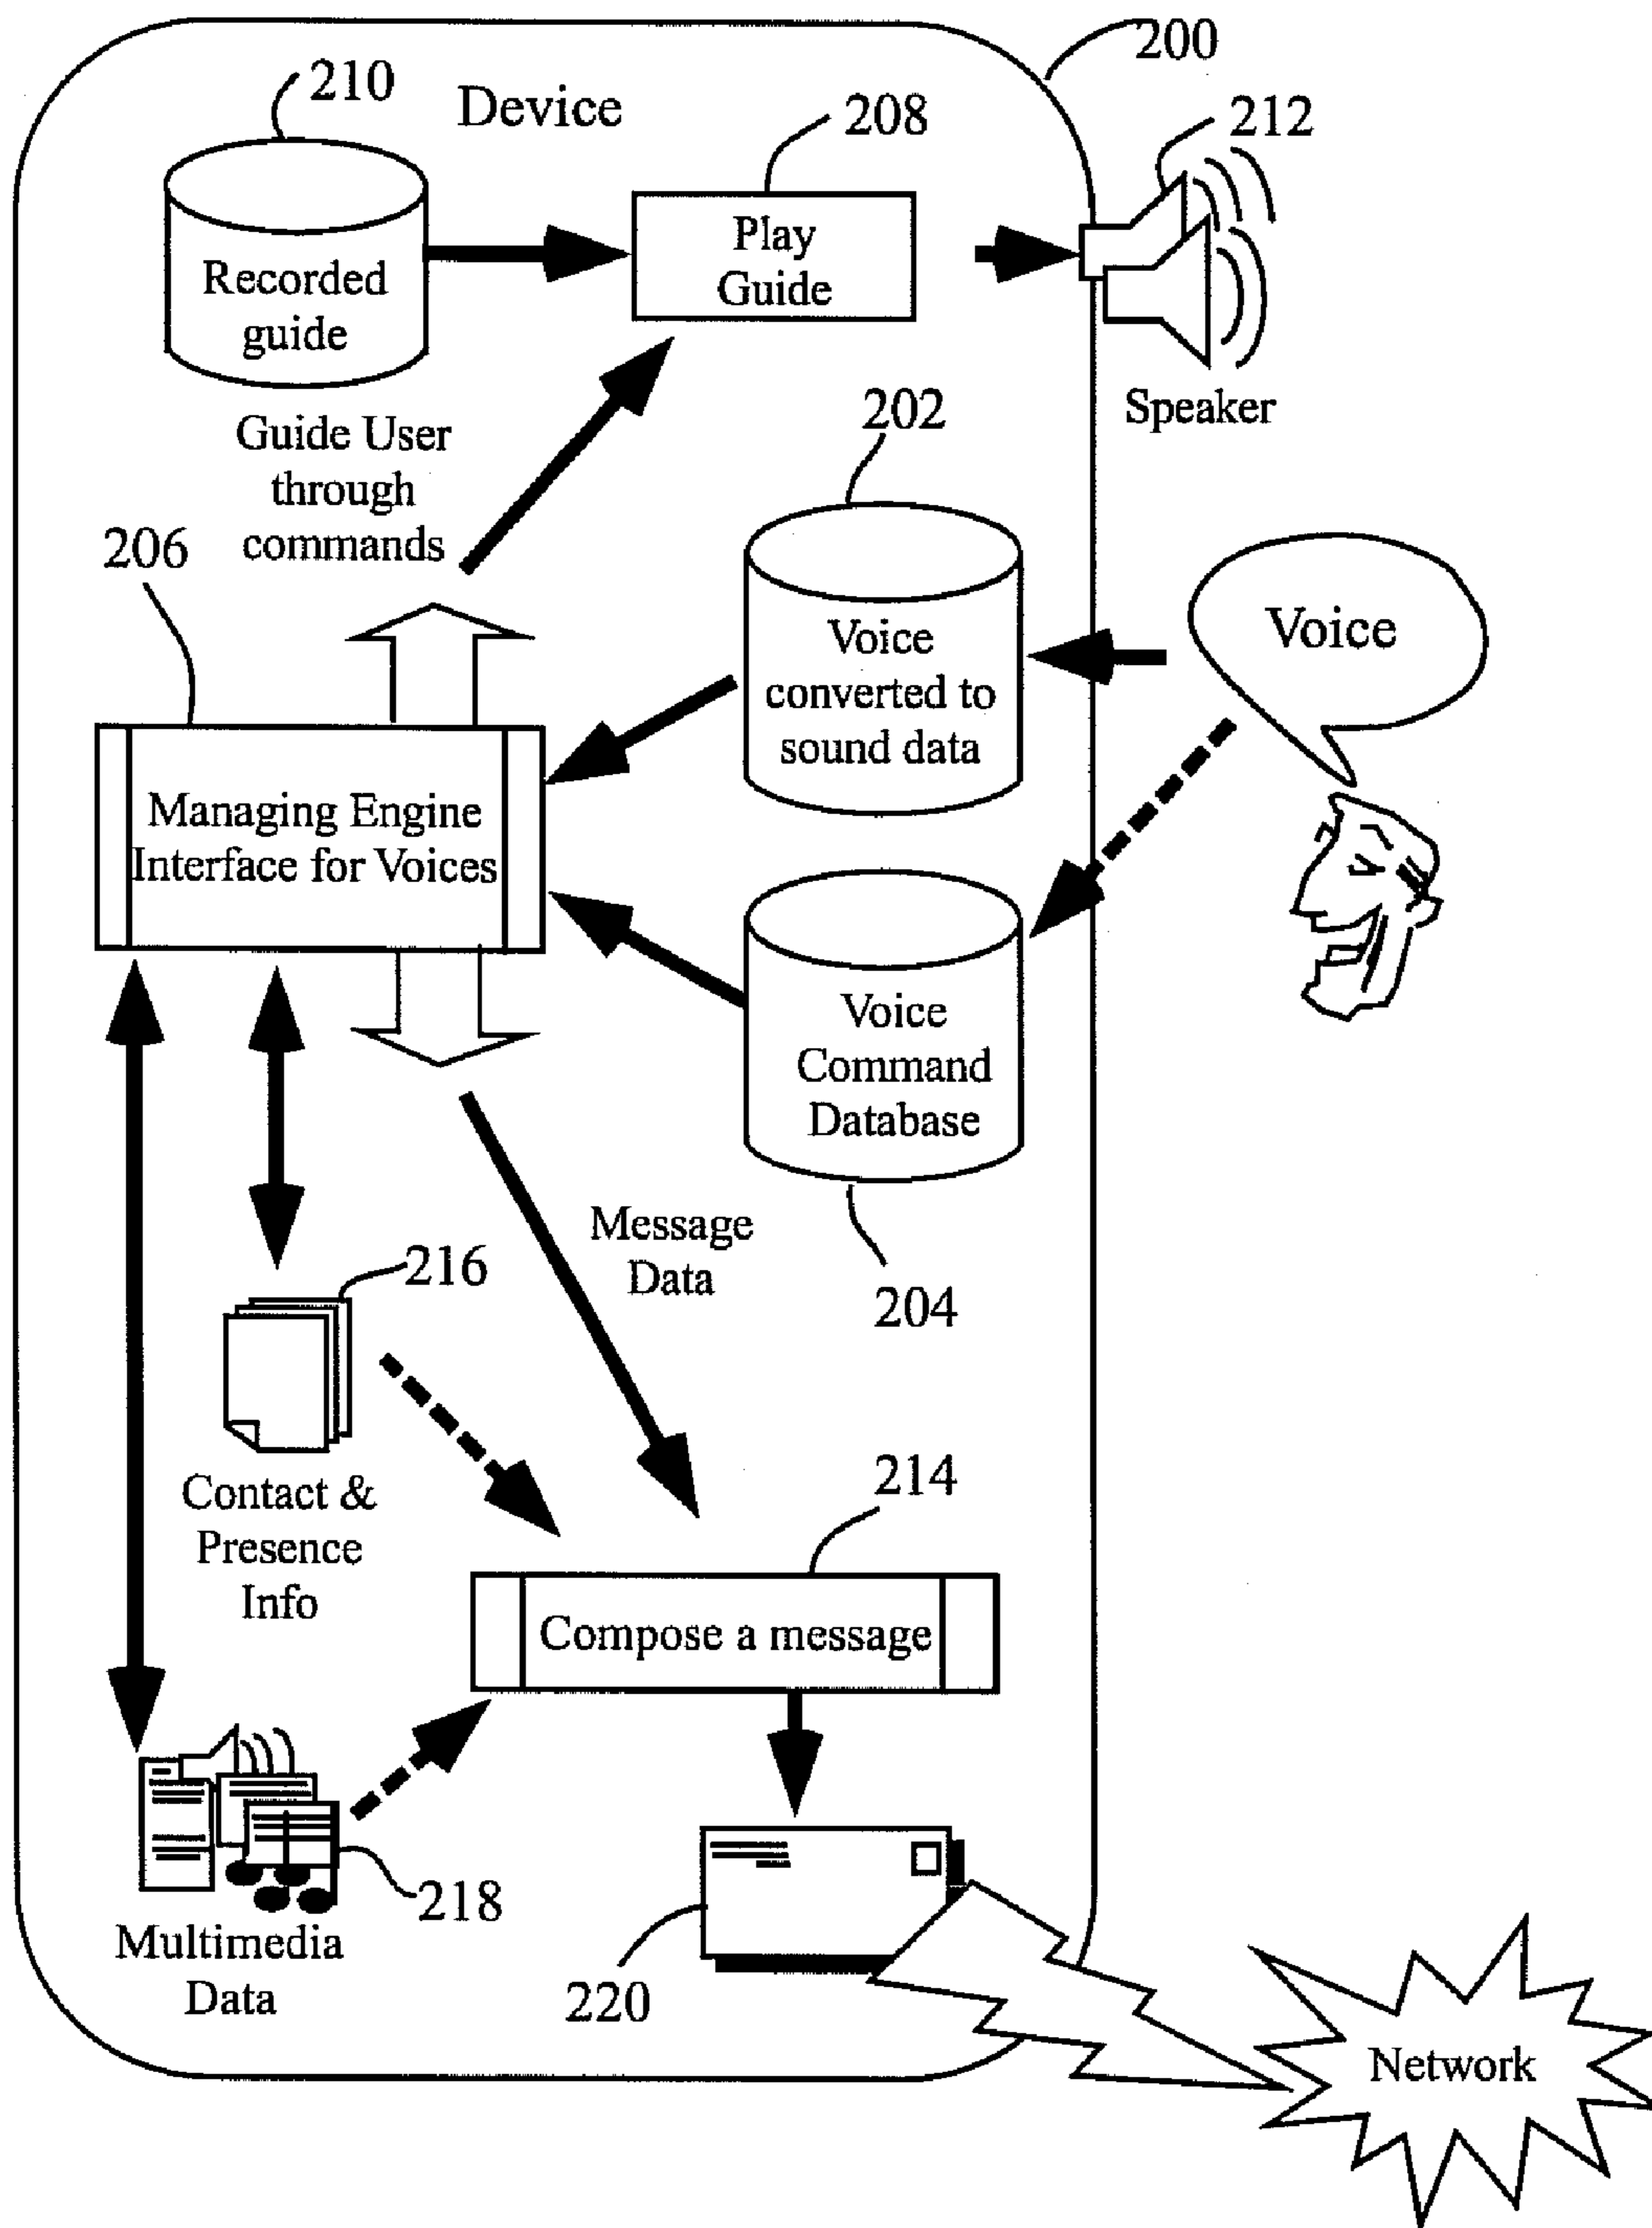 200
210
Device
208
212
Play
Guide
Recorded
guide
Speaker
202
Guide User
through
commands
206
Voice
Voice
converted to
sound data
Managing Engine
Interface for Voices
Voice
Command
Database
Message
Data
216
204
Contact &
Presence
Info
214
Compose a message
218
Multimedia
Data
220
Network